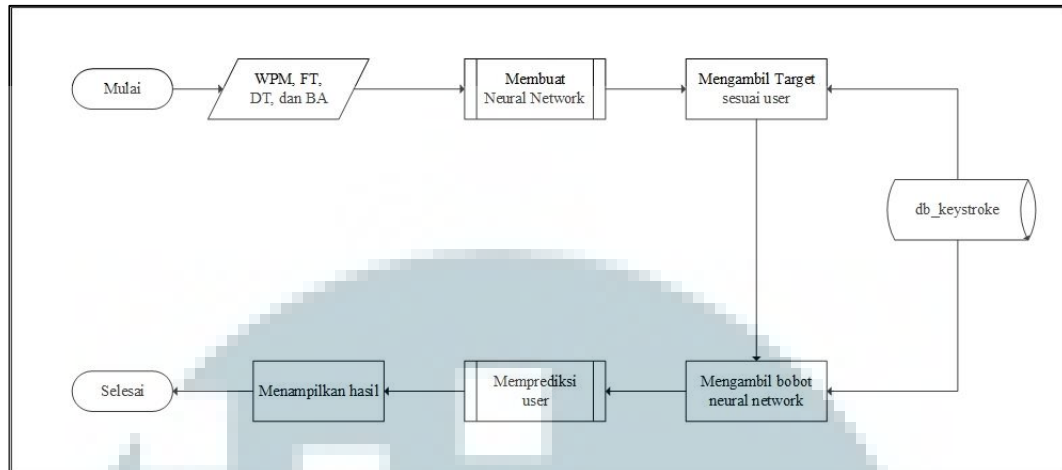 Mulai
WPM, FT,
DT, dan BA
Membuat
Neural Network
Mengambil Target
sesuai user
db_keystroke
Mengambil bobot
neural network
Memprediksi
user
Menampilkan hasil
Selesai